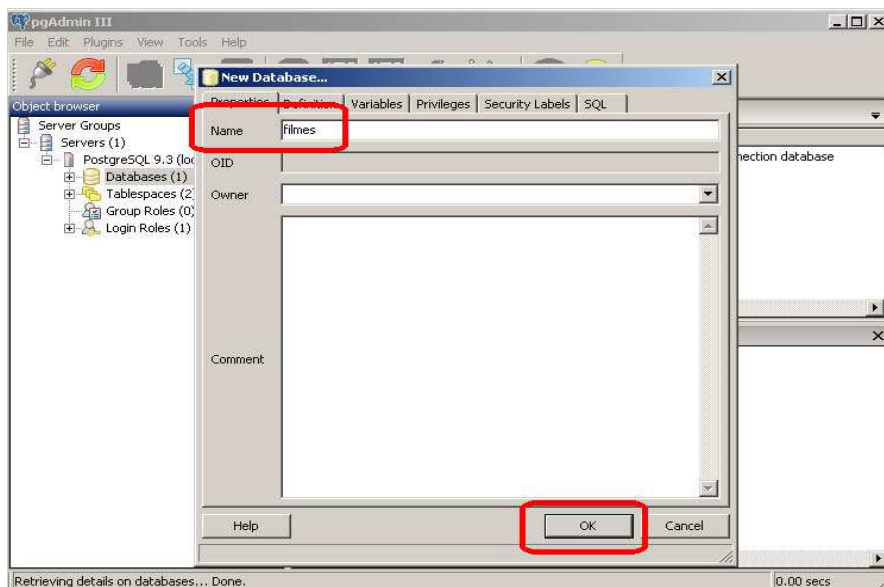 pgAdmin III
File Edit Plugins View Tools Help
New Database...
Object browser
Properties Definition Variables Privileges Security Labels SQL
Server Groups
Servers (1)
PostgreSQL 9.3 (loc
Databases (1)
Tablespaces (2)
Group Roles (0)
Login Roles (1)
Name filmes
OID
Owner
Comment
nection database
Help OK Cancel
Retrieving details on databases... Done. 0.00 secs